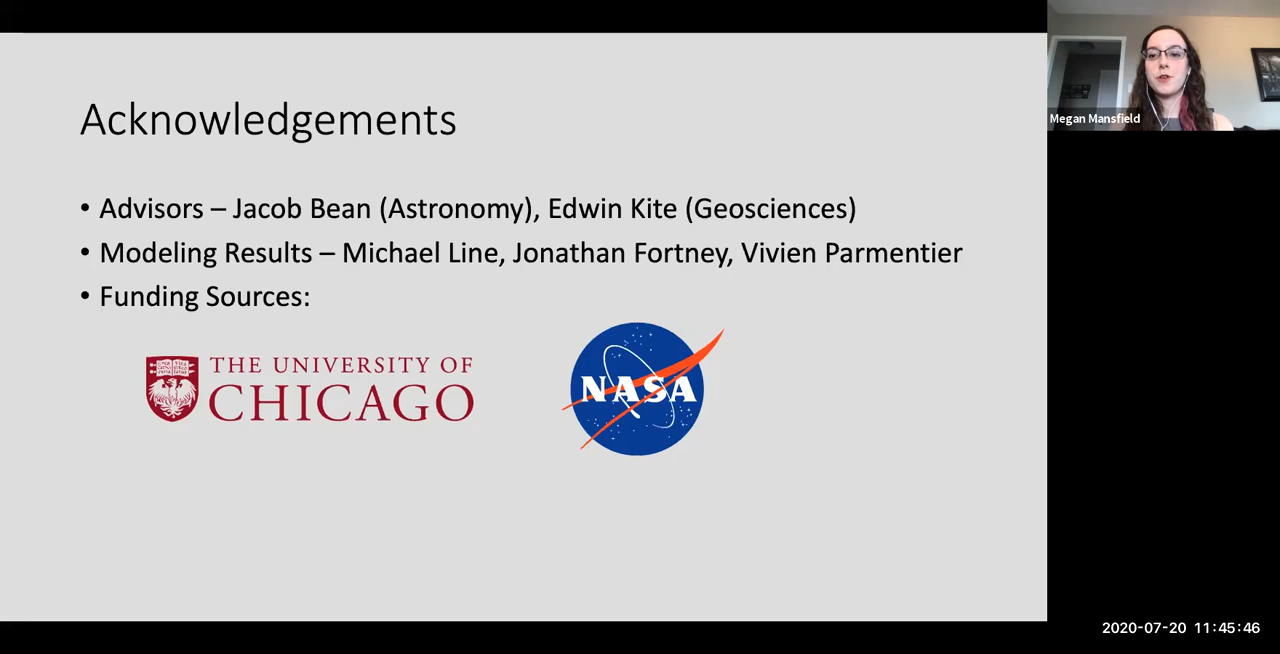 Acknowledgements
• Advisors – Jacob Bean (Astronomy), Edwin Kite (Geosciences)
• Modeling Results – Michael Line, Jonathan Fortney, Vivien Parmentier
• Funding Sources:
THE UNIVERSITY OF
CHICAGO
NASA
Megan Mansfield
2020-07-20 11:45:46